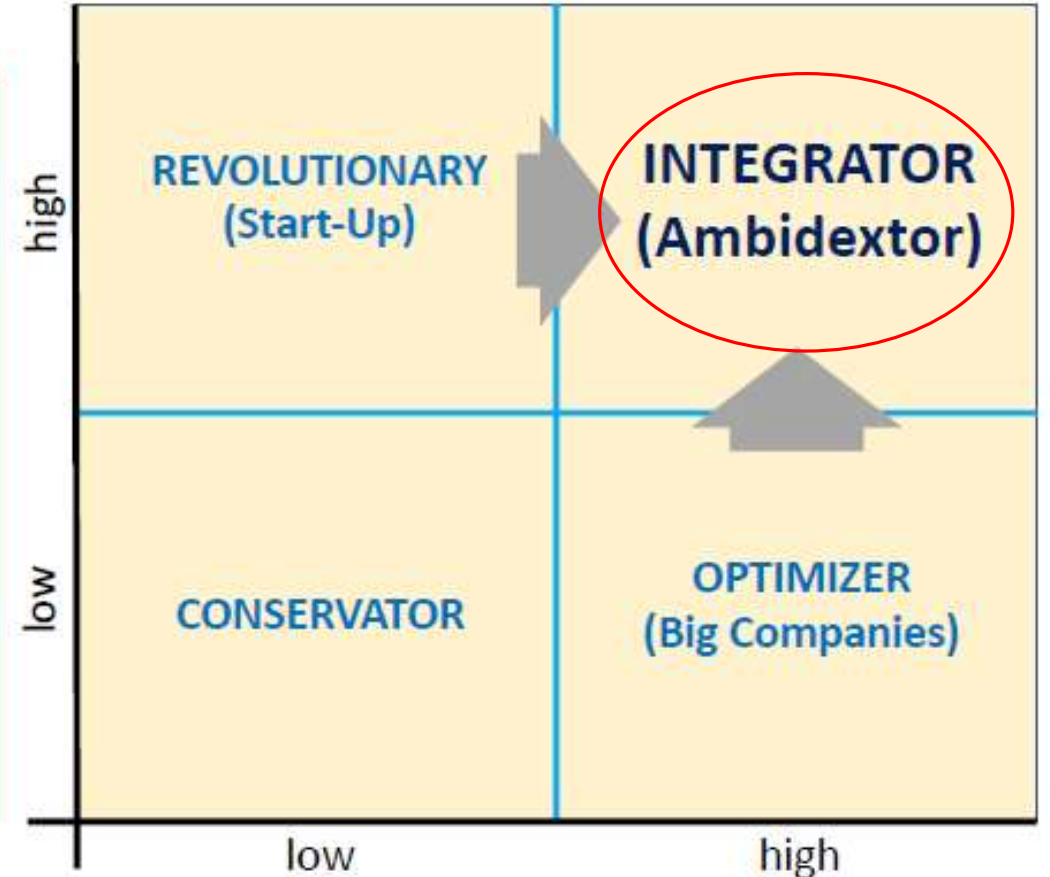 high
REVOLUTIONARY
(Start-Up)
INTEGRATOR
(Ambidextor)
low
CONSERVATOR
OPTIMIZER
(Big Companies)
low
high